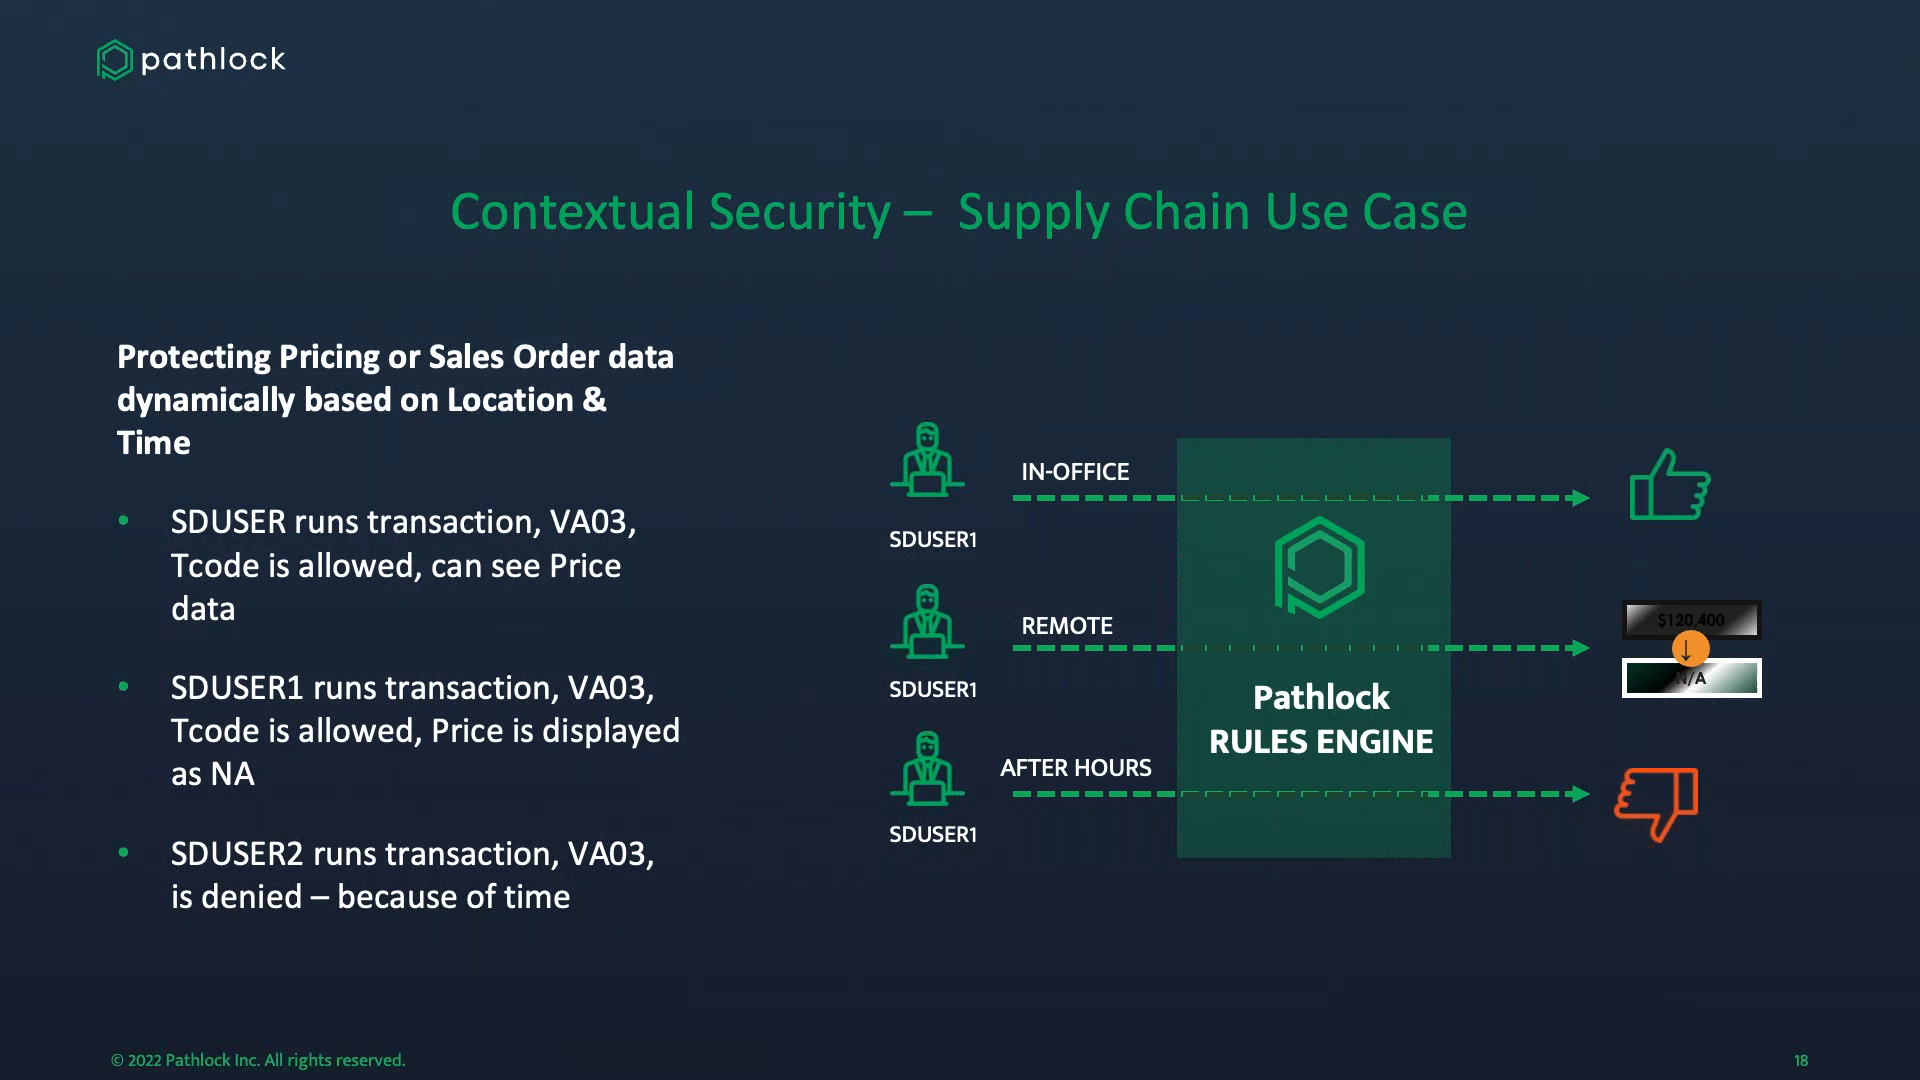 pathlock
Contextual Security – Supply Chain Use Case
Protecting Pricing or Sales Order data
dynamically based on Location &
Time
• SDUSER runs transaction, VA03,
Tcode is allowed, can see Price
data
• SDUSER1 runs transaction, VA03,
Tcode is allowed, Price is displayed
as NA
• SDUSER2 runs transaction, VA03,
is denied – because of time
IN-OFFICE
SDUSER1
REMOTE
SDUSER1
AFTER HOURS
SDUSER1
Pathlock
RULES ENGINE
$120,400
↓
N/A
© 2022 Pathlock Inc. All rights reserved.
18